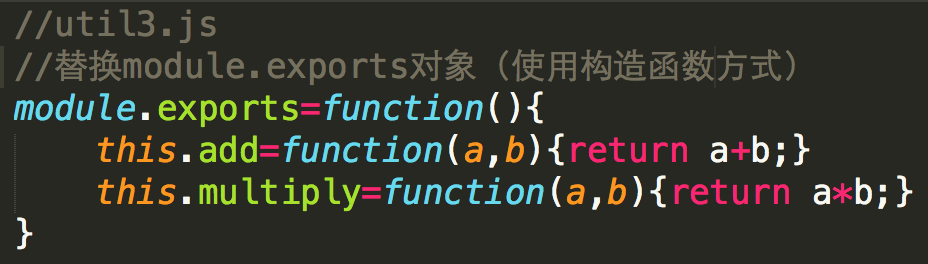 //util3.js
//替换module.exports对象（使用构造函数方式）
module.exports=function(){
    this.add=function(a,b){return a+b;}
    this.multiply=function(a,b){return a*b;}
}